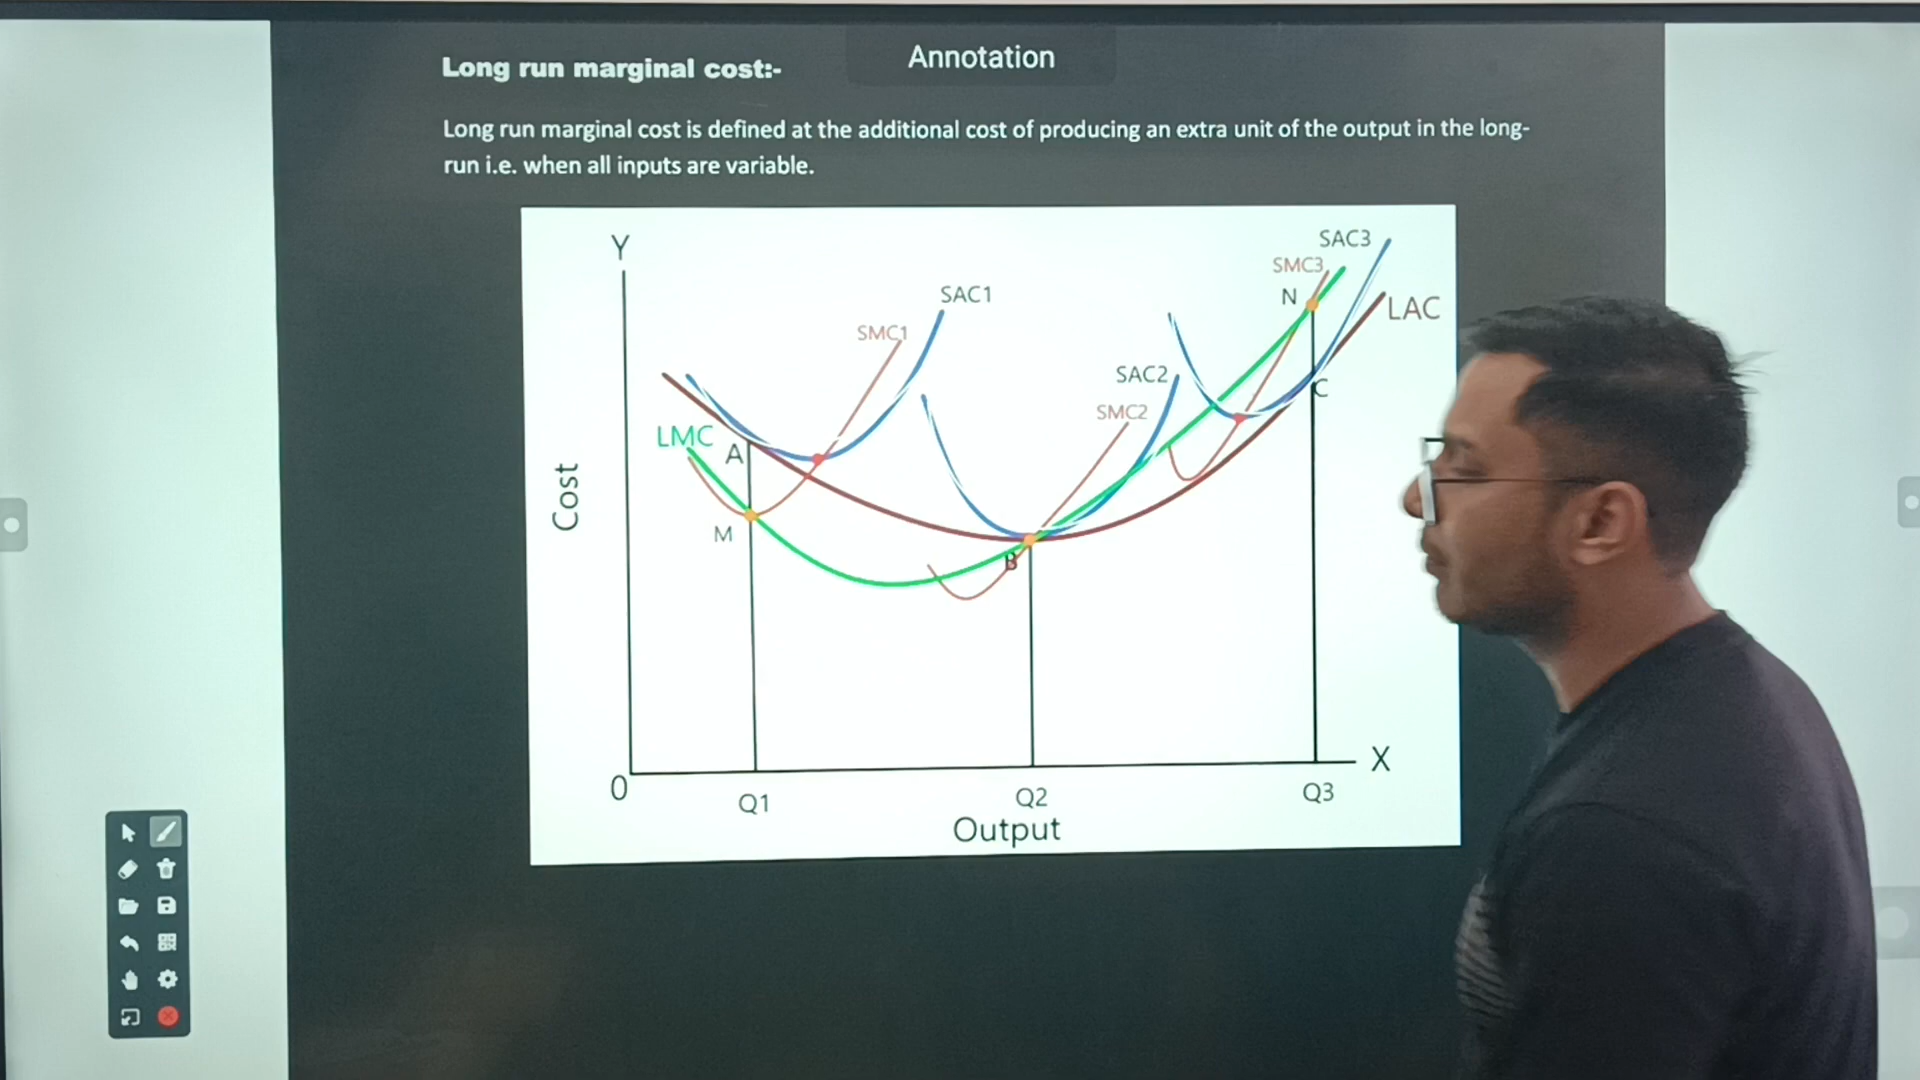 Annotation
Long run marginal cost:-
Long run marginal cost is defined at the additional cost of producing an extra unit of the output in the long-
run i.e. when all inputs are variable.
Y
SAC3
SMC3
N
SAC1
LAC
SMC1
SAC2
C
SMC2
LMC
A
Cost
M
B
X
0
Q1
Q2
Q3
Output